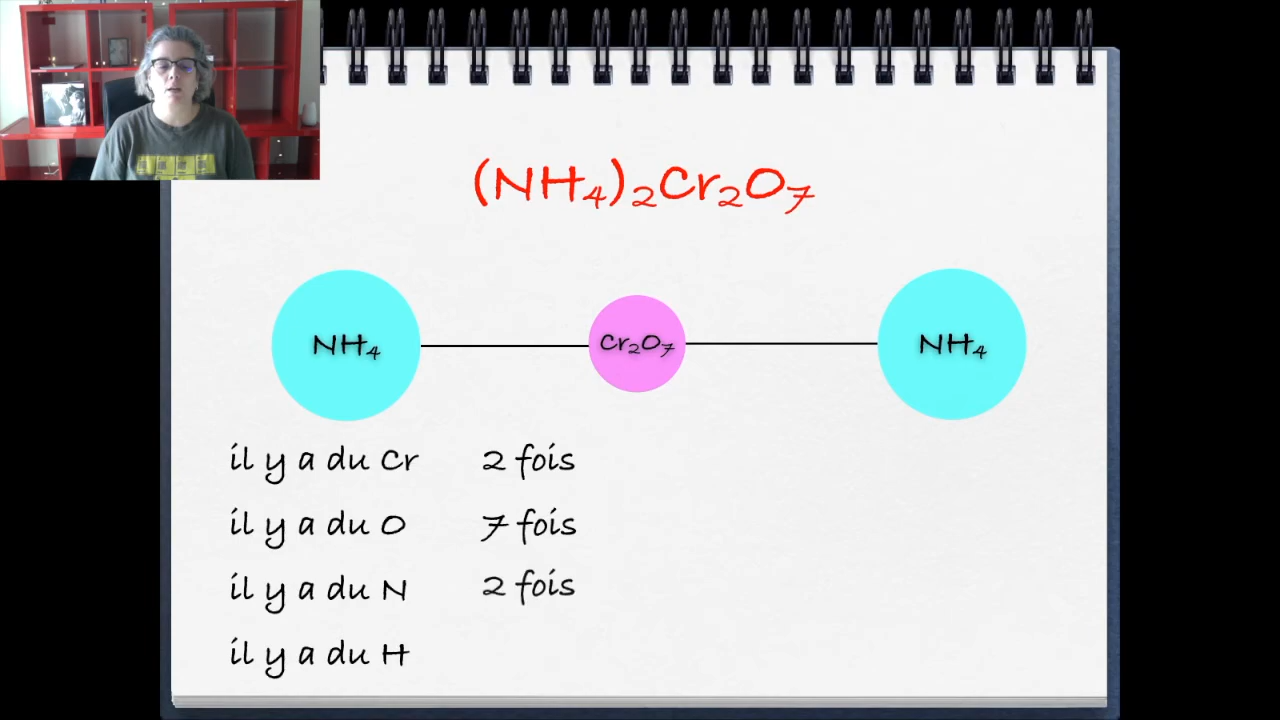 (NH₄)₂Cr₂O₇
NH₄ Cr₂O₇ NH₄
il y a du Cr 2 fois
il y a du O 7 fois
il y a du N 2 fois
il y a du H